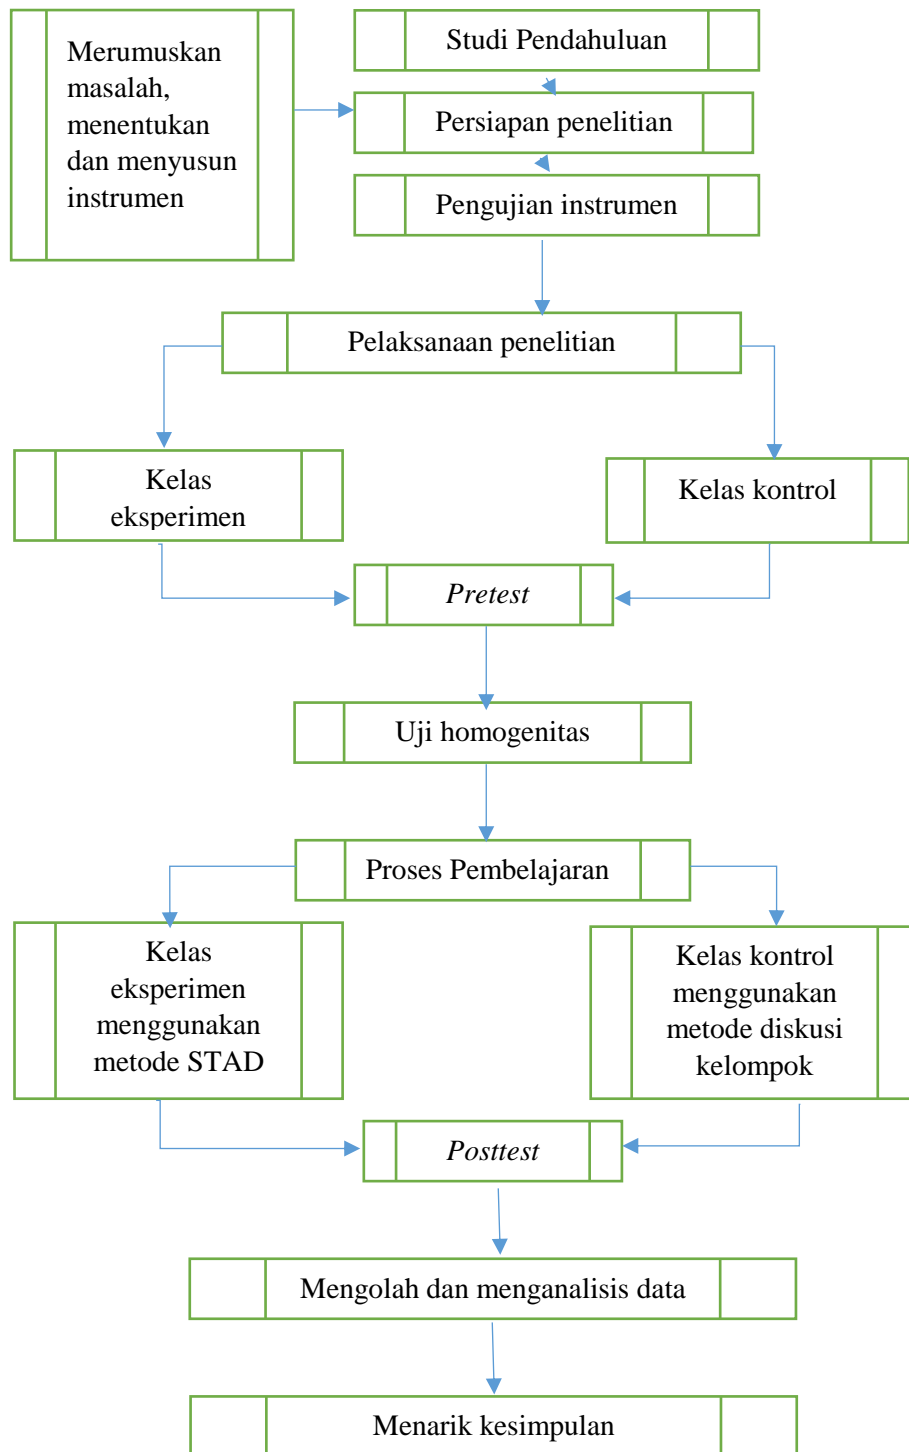 Merumuskan
masalah,
menentukan
dan menyusun
instrumen
Studi Pendahuluan
Persiapan penelitian
Pengujian instrumen
Pelaksanaan penelitian
Kelas
eksperimen
Kelas kontrol
Pretest
Uji homogenitas
Proses Pembelajaran
Kelas
eksperimen
menggunakan
metode STAD
Kelas kontrol
menggunakan
metode diskusi
kelompok
Posttest
Mengolah dan menganalisis data
Menarik kesimpulan